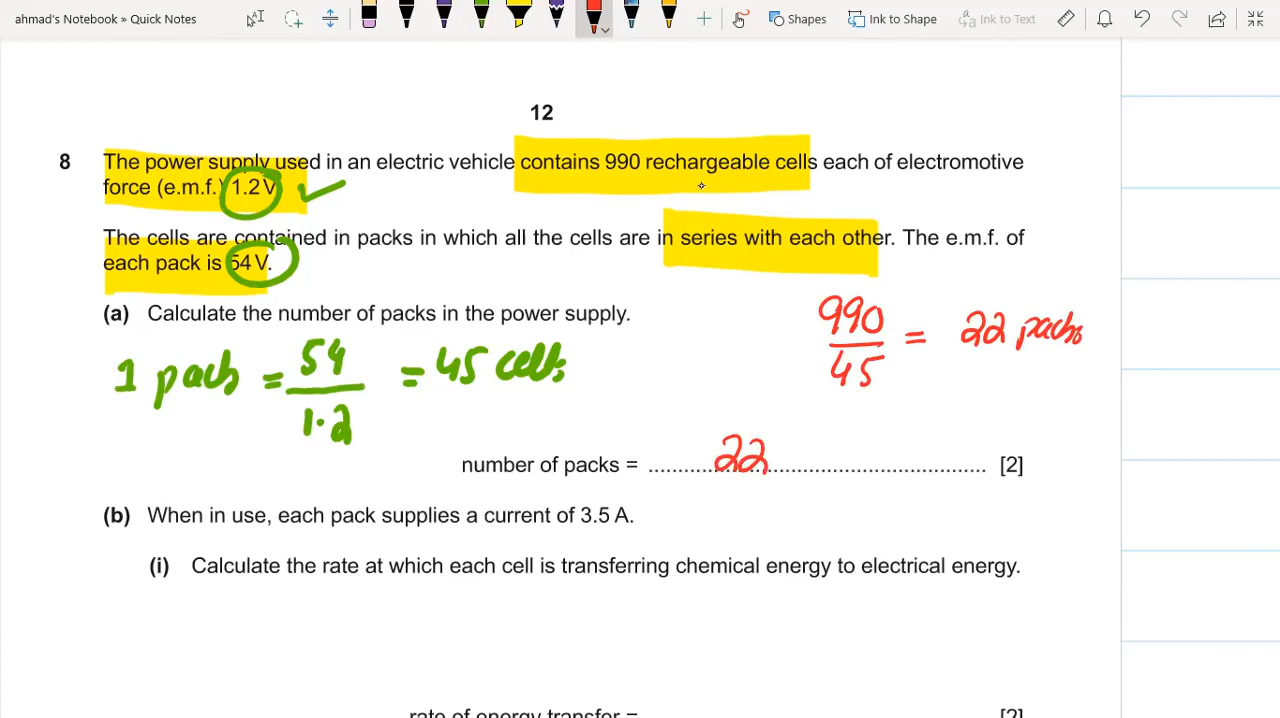 ahmad's Notebook » Quick Notes
Shapes
Ink to Shape
Ink to Text
12
8 The power supply used in an electric vehicle contains 990 rechargeable cells each of electromotive
force (e.m.f.) 1.2 V
The cells are contained in packs in which all the cells are in series with each other. The e.m.f. of
each pack is 54 V.
(a) Calculate the number of packs in the power supply.
1 pack = 54 / 1.2 = 45 cells
990 / 45 = 22 packs
number of packs = ..........22.......... [2]
(b) When in use, each pack supplies a current of 3.5 A.
(i) Calculate the rate at which each cell is transferring chemical energy to electrical energy.
rate of energy transfer = [2]